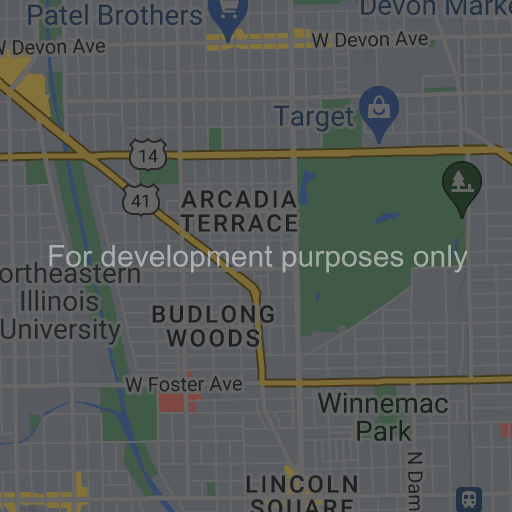 Patel Brothers
Devon Marke
W Devon Ave
W Devon Ave
Target
14
41
ARCADIA
TERRACE
For development purposes only
ortheastern
Illinois
University
BUDLONG
WOODS
W Foster Ave
Winnemac
Park
N Dam
LINCOLN
SQUARE